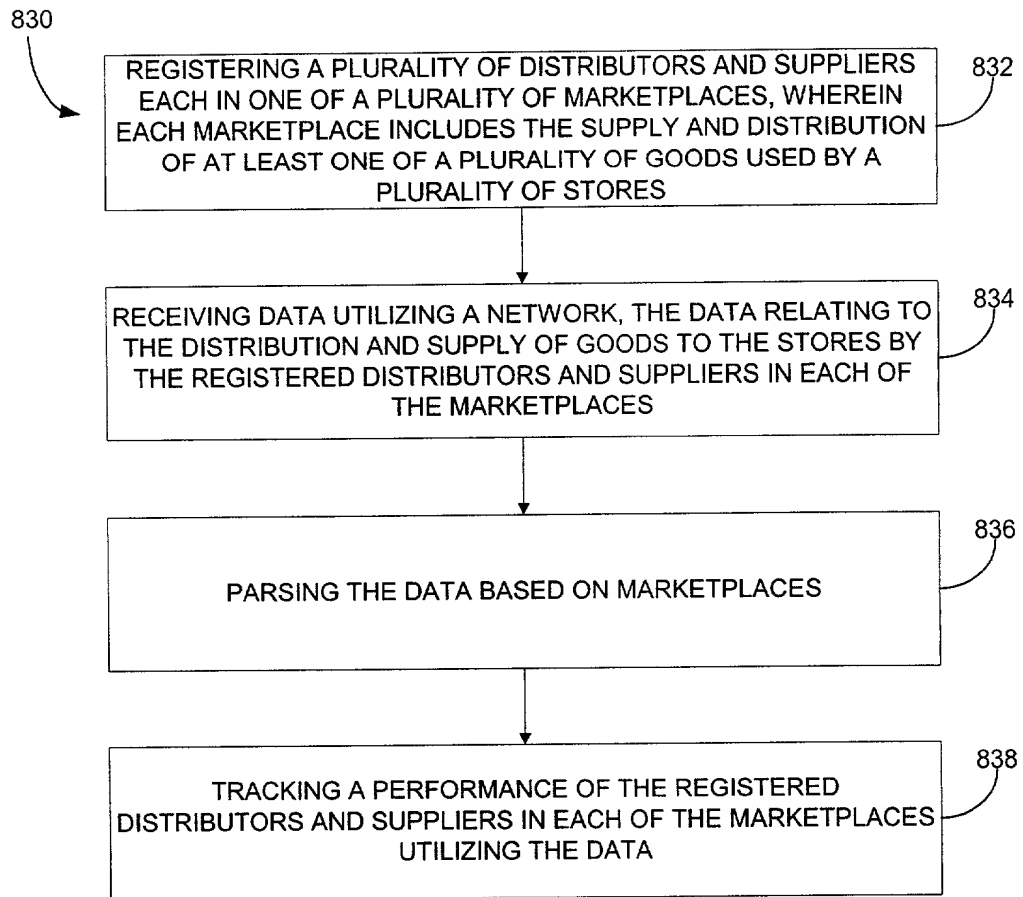 830
REGISTERING A PLURALITY OF DISTRIBUTORS AND SUPPLIERS
EACH IN ONE OF A PLURALITY OF MARKETPLACES, WHEREIN
EACH MARKETPLACE INCLUDES THE SUPPLY AND DISTRIBUTION
OF AT LEAST ONE OF A PLURALITY OF GOODS USED BY A
PLURALITY OF STORES
832
RECEIVING DATA UTILIZING A NETWORK, THE DATA RELATING TO
THE DISTRIBUTION AND SUPPLY OF GOODS TO THE STORES BY
THE REGISTERED DISTRIBUTORS AND SUPPLIERS IN EACH OF
THE MARKETPLACES
834
PARSING THE DATA BASED ON MARKETPLACES
836
TRACKING A PERFORMANCE OF THE REGISTERED
DISTRIBUTORS AND SUPPLIERS IN EACH OF THE MARKETPLACES
UTILIZING THE DATA
838